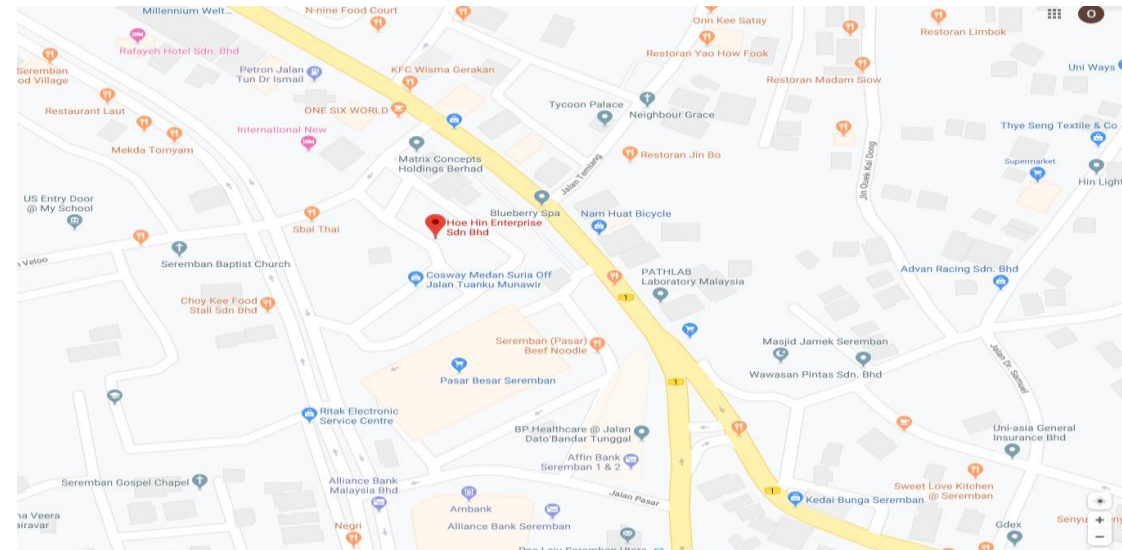 Millennium Welt...
N-nine Food Court
Onn Kee Satay
O
Restoran Limbok
Rafayeh Hotel Sdn. Bhd
Restoran Yao How Fook
Seremban
od Village
Petron Jalan
Tun Dr Ismail
KFC Wisma Gerakan
Restoran Madam Siow
Uni Ways
Restaurant Laut
ONE SIX WORLD
Tycoon Palace
Neighbour Grace
International New
Thye Seng Textile & Co
Mekda Tomyam
Matrix Concepts
Holdings Berhad
Restoran Jin Bo
Jalan Temiang
Jln Quek Kai Dong
Supermarket
Hin Light
US Entry Door
@ My School
Blueberry Spa
Nam Huat Bicycle
Sbai Thai
Hoe Hin Enterprise
Sdn Bhd
n Veloo
Seremban Baptist Church
Cosway Medan Suria Off
Jalan Tuanku Munawir
PATHLAB
Laboratory Malaysia
Advan Racing Sdn. Bhd
1
Choy Kee Food
Stall Sdn Bhd
Seremban (Pasar)
Beef Noodle
Masjid Jamek Seremban
Wawasan Pintas Sdn. Bhd
Jalan Dr. Samuel
Pasar Besar Seremban
1
Ritak Electronic
Service Centre
BP Healthcare @ Jalan
Dato'Bandar Tunggal
Uni-asia General
Insurance Bhd
Affin Bank
Seremban 1 & 2
Seremban Gospel Chapel
Alliance Bank
Malaysia Bhd
Jalan Pasar
1
Kedai Bunga Seremban
Sweet Love Kitchen
@ Seremban
Ambank
na Veera
airavar
Negri
Alliance Bank Seremban
Gdex
Senyu
Pos Laju Seremban Utara
+
−